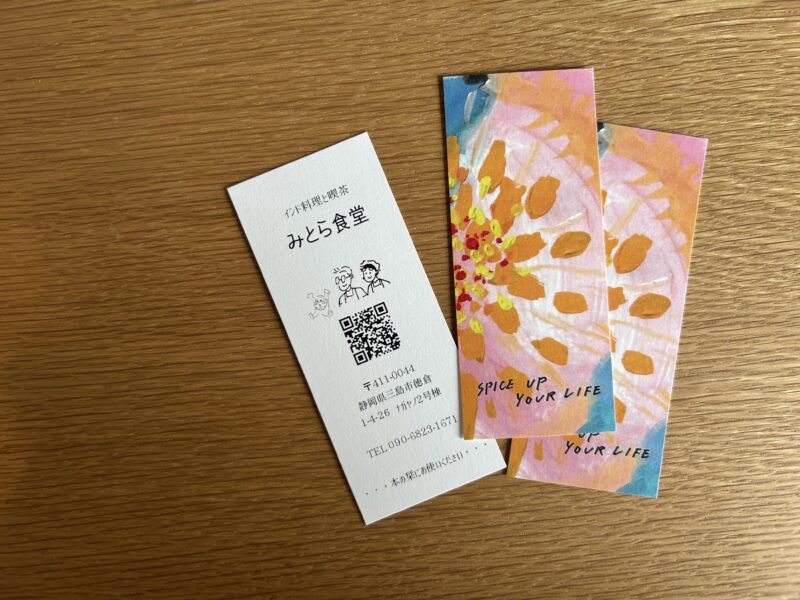 インド料理と喫茶
みとら食堂
〒411-0044
静岡県三島市徳倉
1-4-26 ナガヤノ2号棟
TEL 090-6823-1671
・・・本の栞にお使いください・・・
SPICE UP
YOUR LIFE
UP
YOUR LIFE